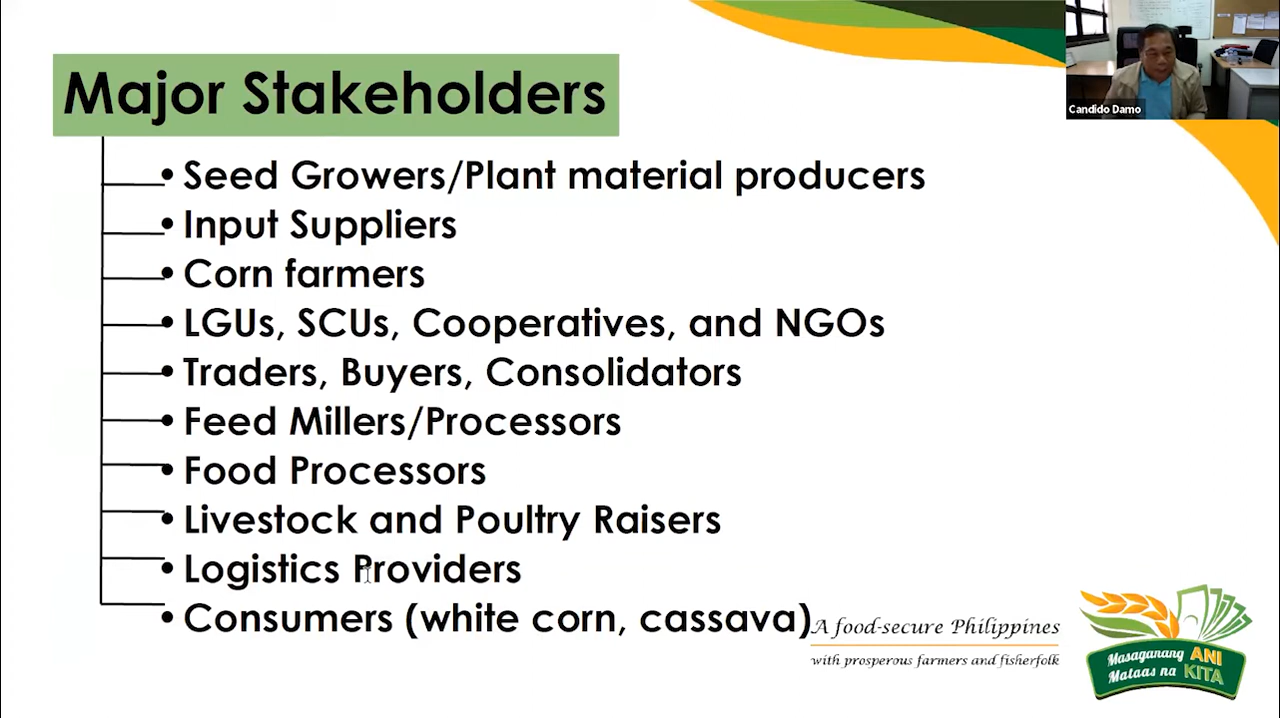 Major Stakeholders
Candido Damo
• Seed Growers/Plant material producers
• Input Suppliers
• Corn farmers
• LGUs, SCUs, Cooperatives, and NGOs
• Traders, Buyers, Consolidators
• Feed Millers/Processors
• Food Processors
• Livestock and Poultry Raisers
• Logistics Providers
• Consumers (white corn, cassava)
A food-secure Philippines
with prosperous farmers and fisherfolk
Masaganang ANI
Mataas na KITA